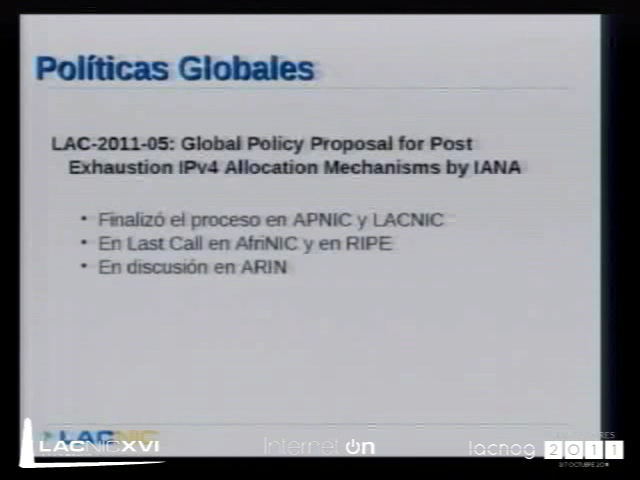 Políticas Globales
LAC-2011-05: Global Policy Proposal for Post
Exhaustion IPv4 Allocation Mechanisms by IANA
• Finalizó el proceso en APNIC y LACNIC
• En Last Call en AfriNIC y en RIPE
• En discusión en ARIN
LACNIC
LACNICXVI
Internet ON
lacnog
2011